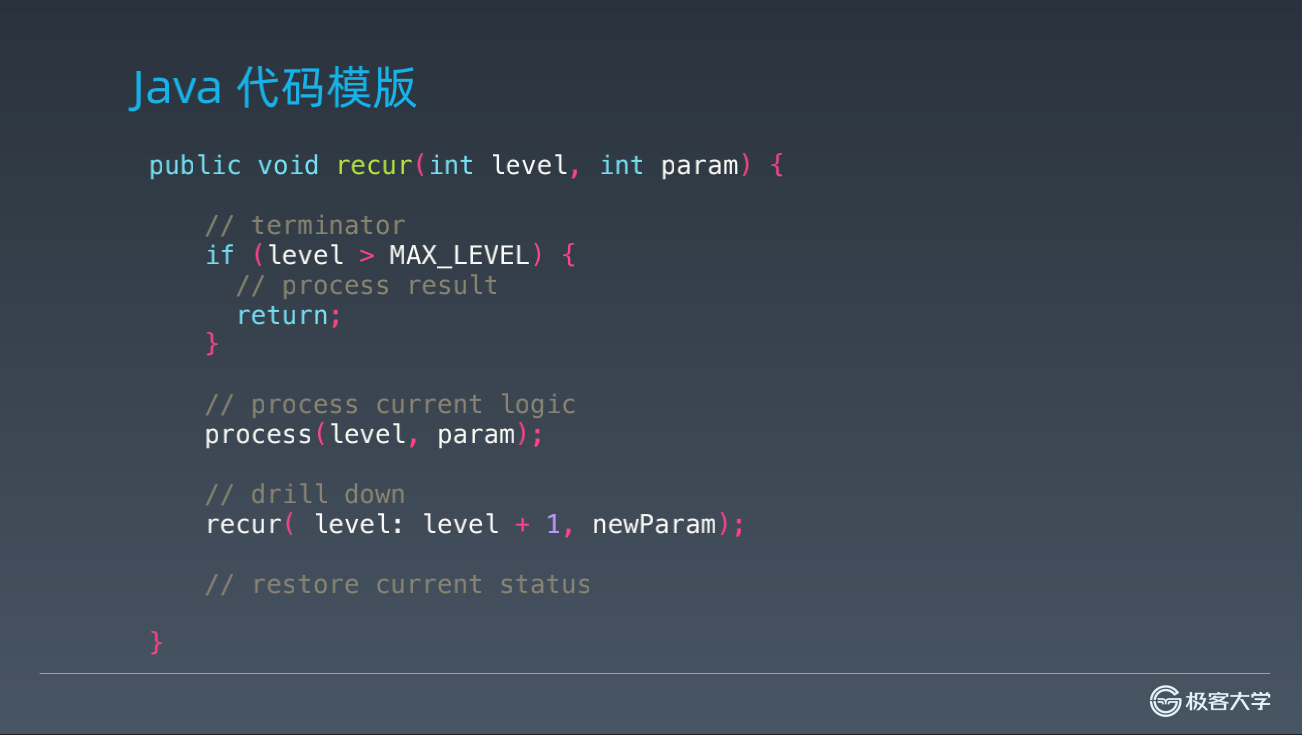 Java 代码模版
public void recur(int level, int param) {
// terminator
if (level > MAX_LEVEL) {
// process result
return;
}
// process current logic
process(level, param);
// drill down
recur( level: level + 1, newParam);
// restore current status
}
极客大学